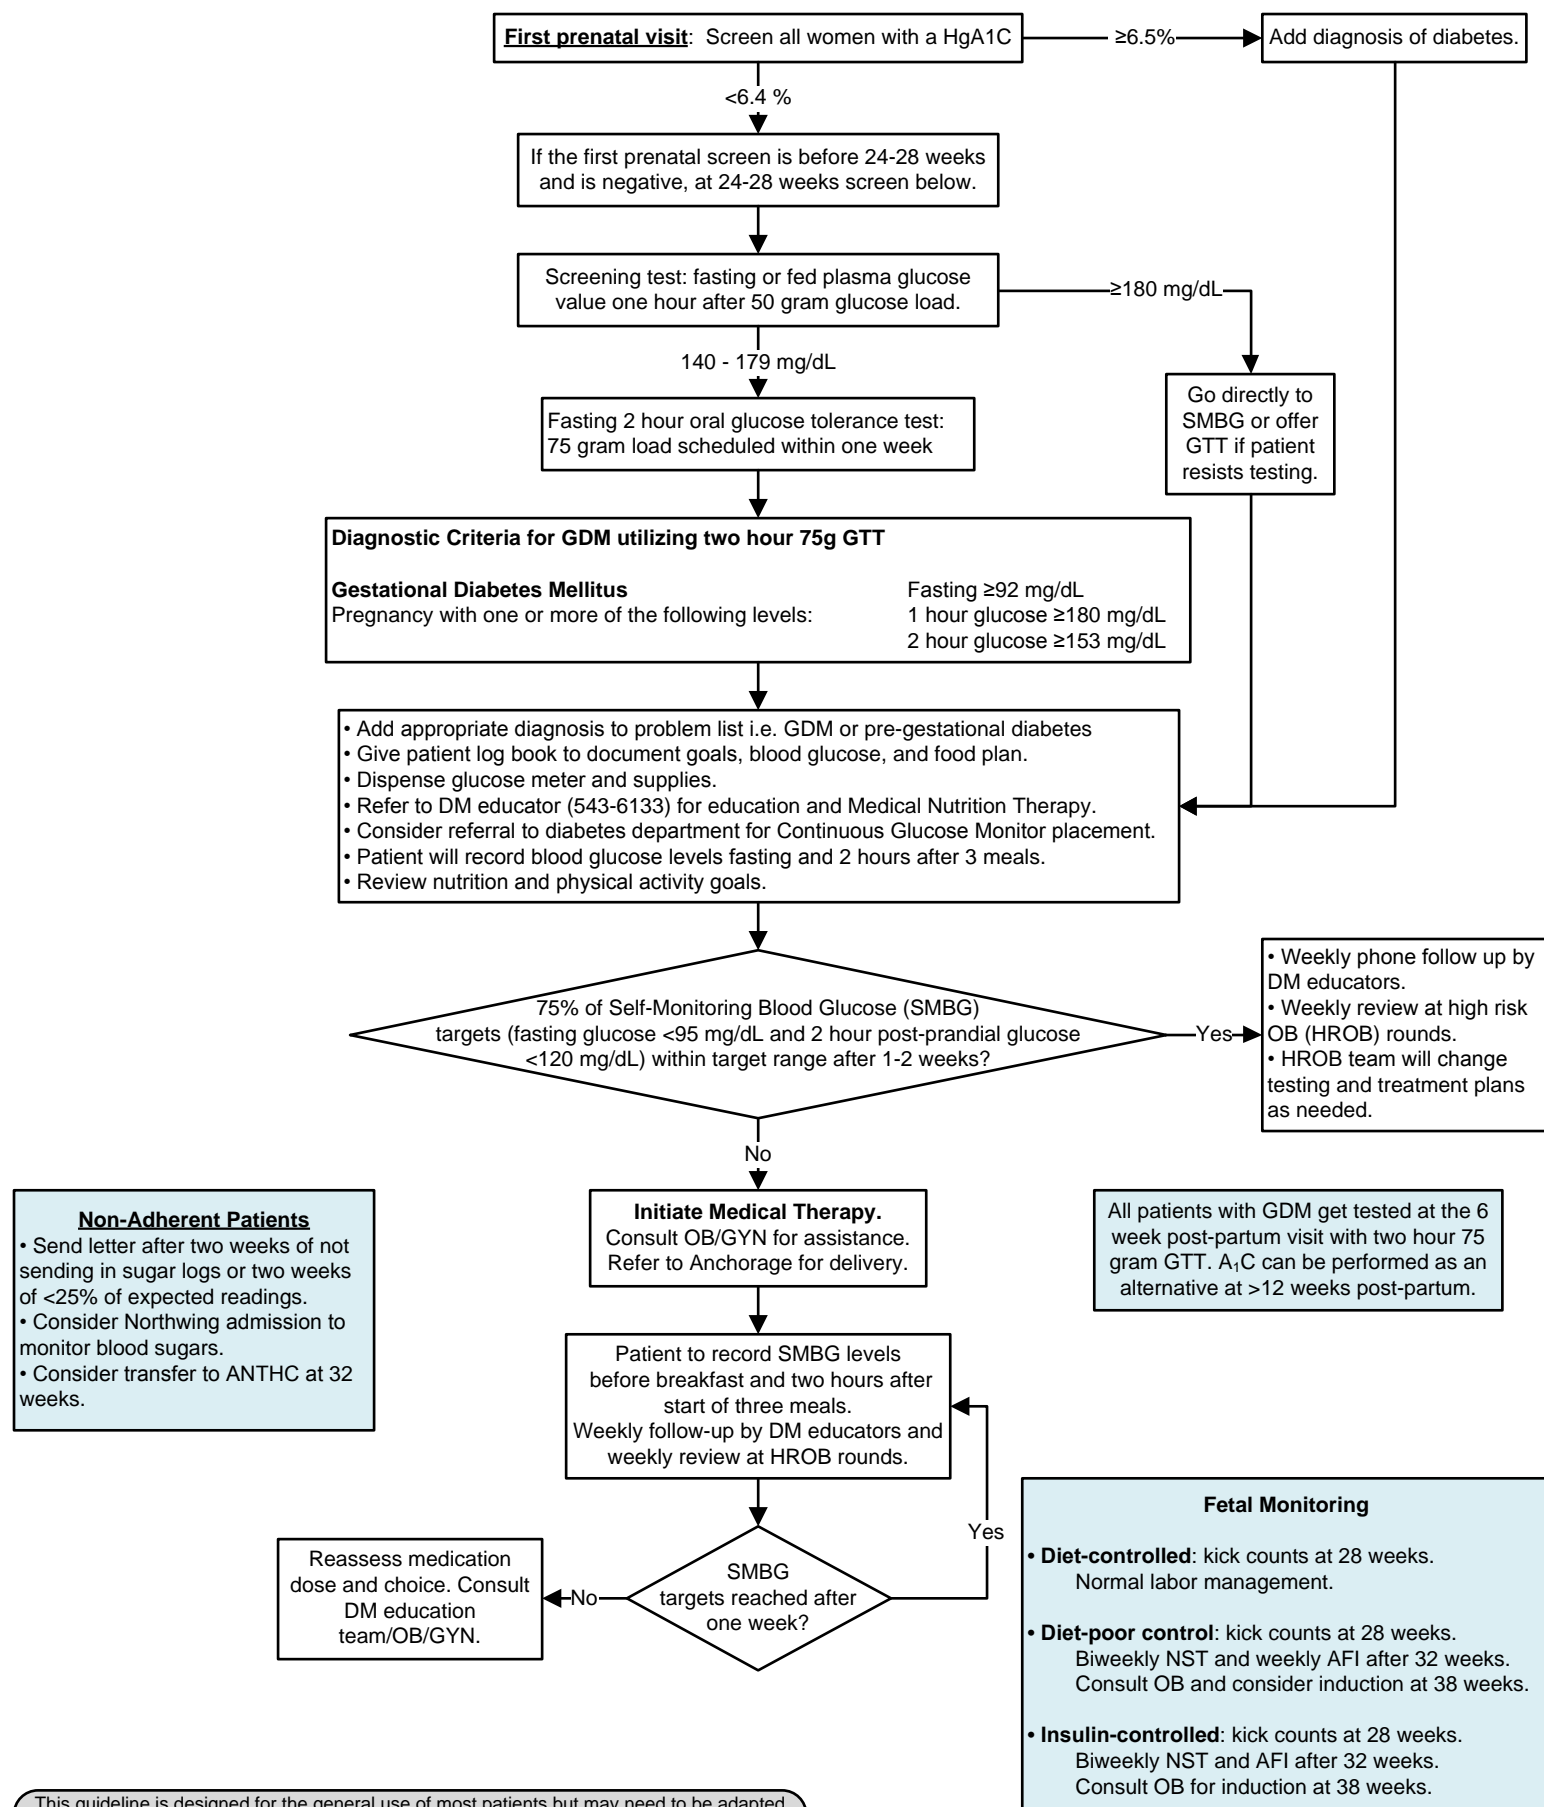 First prenatal visit: Screen all women with a HgA1C
≥6.5%
Add diagnosis of diabetes.
<6.4 %
If the first prenatal screen is before 24-28 weeks
and is negative, at 24-28 weeks screen below.
Screening test: fasting or fed plasma glucose
value one hour after 50 gram glucose load.
≥180 mg/dL
140 - 179 mg/dL
Go directly to
SMBG or offer
GTT if patient
resists testing.
Fasting 2 hour oral glucose tolerance test:
75 gram load scheduled within one week
Diagnostic Criteria for GDM utilizing two hour 75g GTT
Gestational Diabetes Mellitus
Pregnancy with one or more of the following levels:
Fasting ≥92 mg/dL
1 hour glucose ≥180 mg/dL
2 hour glucose ≥153 mg/dL
• Add appropriate diagnosis to problem list i.e. GDM or pre-gestational diabetes
• Give patient log book to document goals, blood glucose, and food plan.
• Dispense glucose meter and supplies.
• Refer to DM educator (543-6133) for education and Medical Nutrition Therapy.
• Consider referral to diabetes department for Continuous Glucose Monitor placement.
• Patient will record blood glucose levels fasting and 2 hours after 3 meals.
• Review nutrition and physical activity goals.
75% of Self-Monitoring Blood Glucose (SMBG)
targets (fasting glucose <95 mg/dL and 2 hour post-prandial glucose
<120 mg/dL) within target range after 1-2 weeks?
Yes
• Weekly phone follow up by
DM educators.
• Weekly review at high risk
OB (HROB) rounds.
• HROB team will change
testing and treatment plans
as needed.
No
Non-Adherent Patients
• Send letter after two weeks of not
sending in sugar logs or two weeks
of <25% of expected readings.
• Consider Northwing admission to
monitor blood sugars.
• Consider transfer to ANTHC at 32
weeks.
Initiate Medical Therapy.
Consult OB/GYN for assistance.
Refer to Anchorage for delivery.
All patients with GDM get tested at the 6
week post-partum visit with two hour 75
gram GTT. A₁C can be performed as an
alternative at >12 weeks post-partum.
Patient to record SMBG levels
before breakfast and two hours after
start of three meals.
Weekly follow-up by DM educators and
weekly review at HROB rounds.
Yes
SMBG
targets reached after
one week?
No
Reassess medication
dose and choice. Consult
DM education
team/OB/GYN.
Fetal Monitoring
• Diet-controlled: kick counts at 28 weeks.
Normal labor management.
• Diet-poor control: kick counts at 28 weeks.
Biweekly NST and weekly AFI after 32 weeks.
Consult OB and consider induction at 38 weeks.
• Insulin-controlled: kick counts at 28 weeks.
Biweekly NST and AFI after 32 weeks.
Consult OB for induction at 38 weeks.
This guideline is designed for the general use of most patients but may need to be adapted